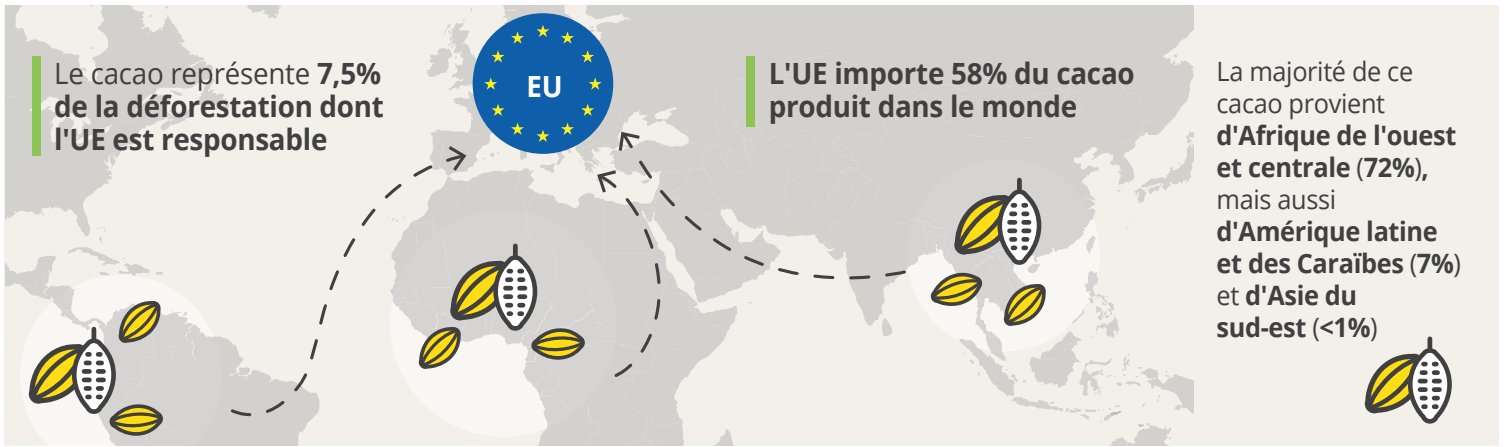 Le cacao représente 7,5%
de la déforestation dont
l'UE est responsable
EU
L'UE importe 58% du cacao
produit dans le monde
La majorité de ce
cacao provient
d'Afrique de l'ouest
et centrale (72%),
mais aussi
d'Amérique latine
et des Caraïbes (7%)
et d'Asie du
sud-est (<1%)